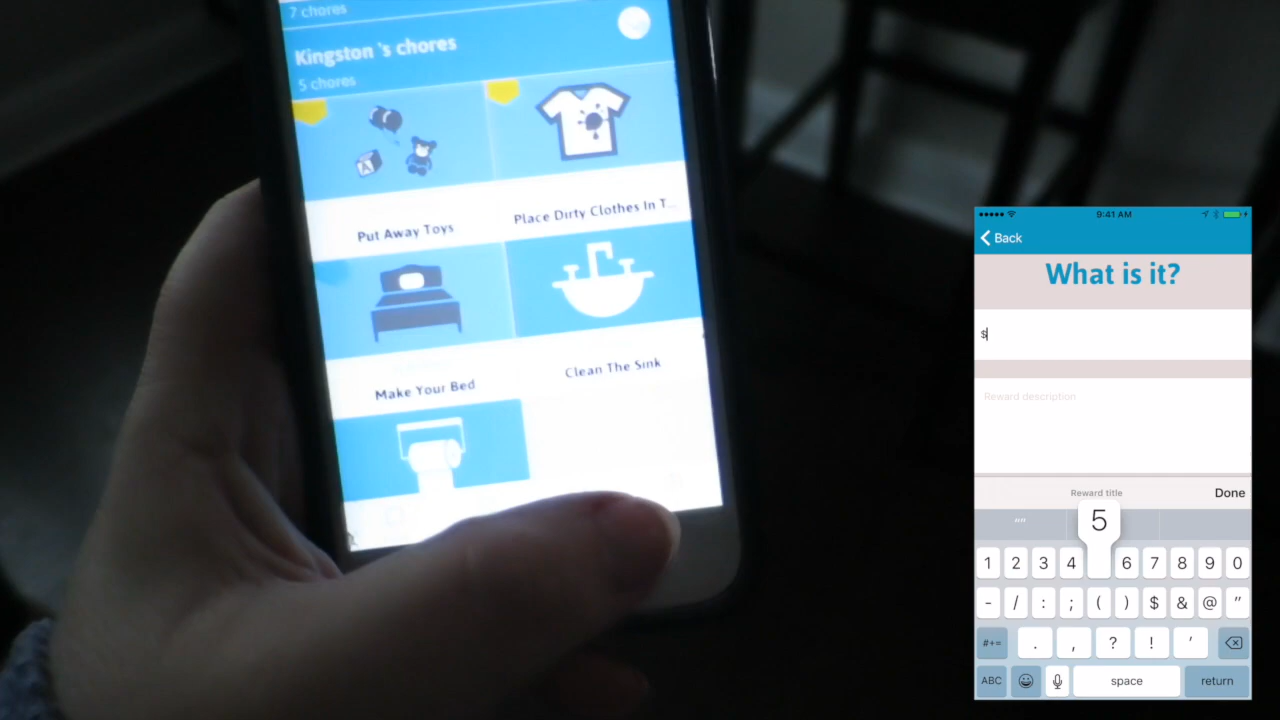 7 chores
Kingston 's chores
5 chores
Put Away Toys
Place Dirty Clothes In T...
Make Your Bed
Clean The Sink
9:41 AM
Back
What is it?
$
Reward description
Reward title
Done
""
5
1 2 3 4 6 7 8 9 0
- / : ; ( ) $ & @ "
#+= . , ? ! '
ABC space return